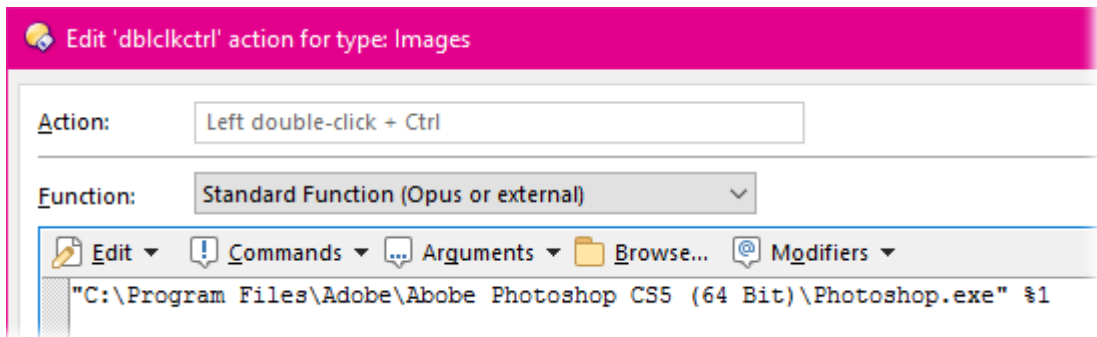 Edit 'dblclkctrl' action for type: Images
Action: Left double-click + Ctrl
Function: Standard Function (Opus or external)
Edit Commands Arguments Browse... Modifiers
"C:\Program Files\Adobe\Abobe Photoshop CS5 (64 Bit)\Photoshop.exe" %1